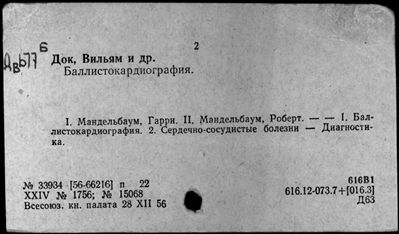 2
Док, Вильям и др.
Баллистокардиография.
I. Мандельбаум, Гарри. II. Мандельбаум, Роберт. — — I. Бал-
листокардиография. 2. Сердечно-сосудистые болезни — Диагности-
ка.
№ 33934 [56-66216] п 22
XXIV № 1756; № 15068
Всесоюз. кн. палата 28 XII 56
616В1
616.12-073.7+[016.3]
Д63